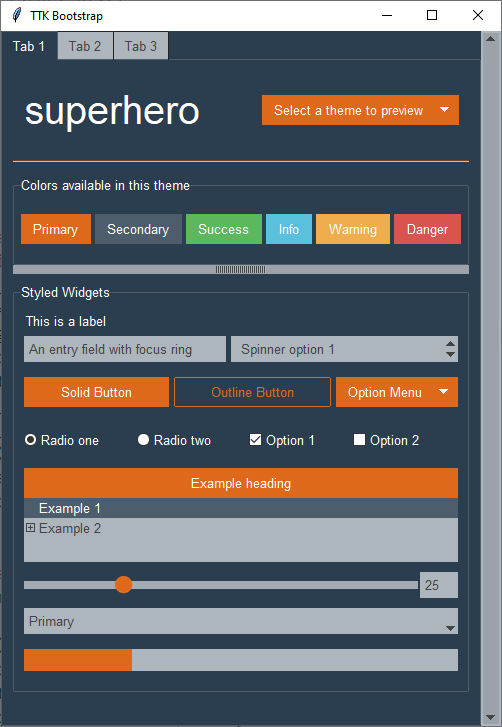 TTK Bootstrap
Tab 1 Tab 2 Tab 3
superhero
Select a theme to preview
Colors available in this theme
Primary Secondary Success Info Warning Danger
Styled Widgets
This is a label
An entry field with focus ring Spinner option 1
Solid Button Outline Button Option Menu
Radio one Radio two Option 1 Option 2
Example heading
Example 1
Example 2
25
Primary